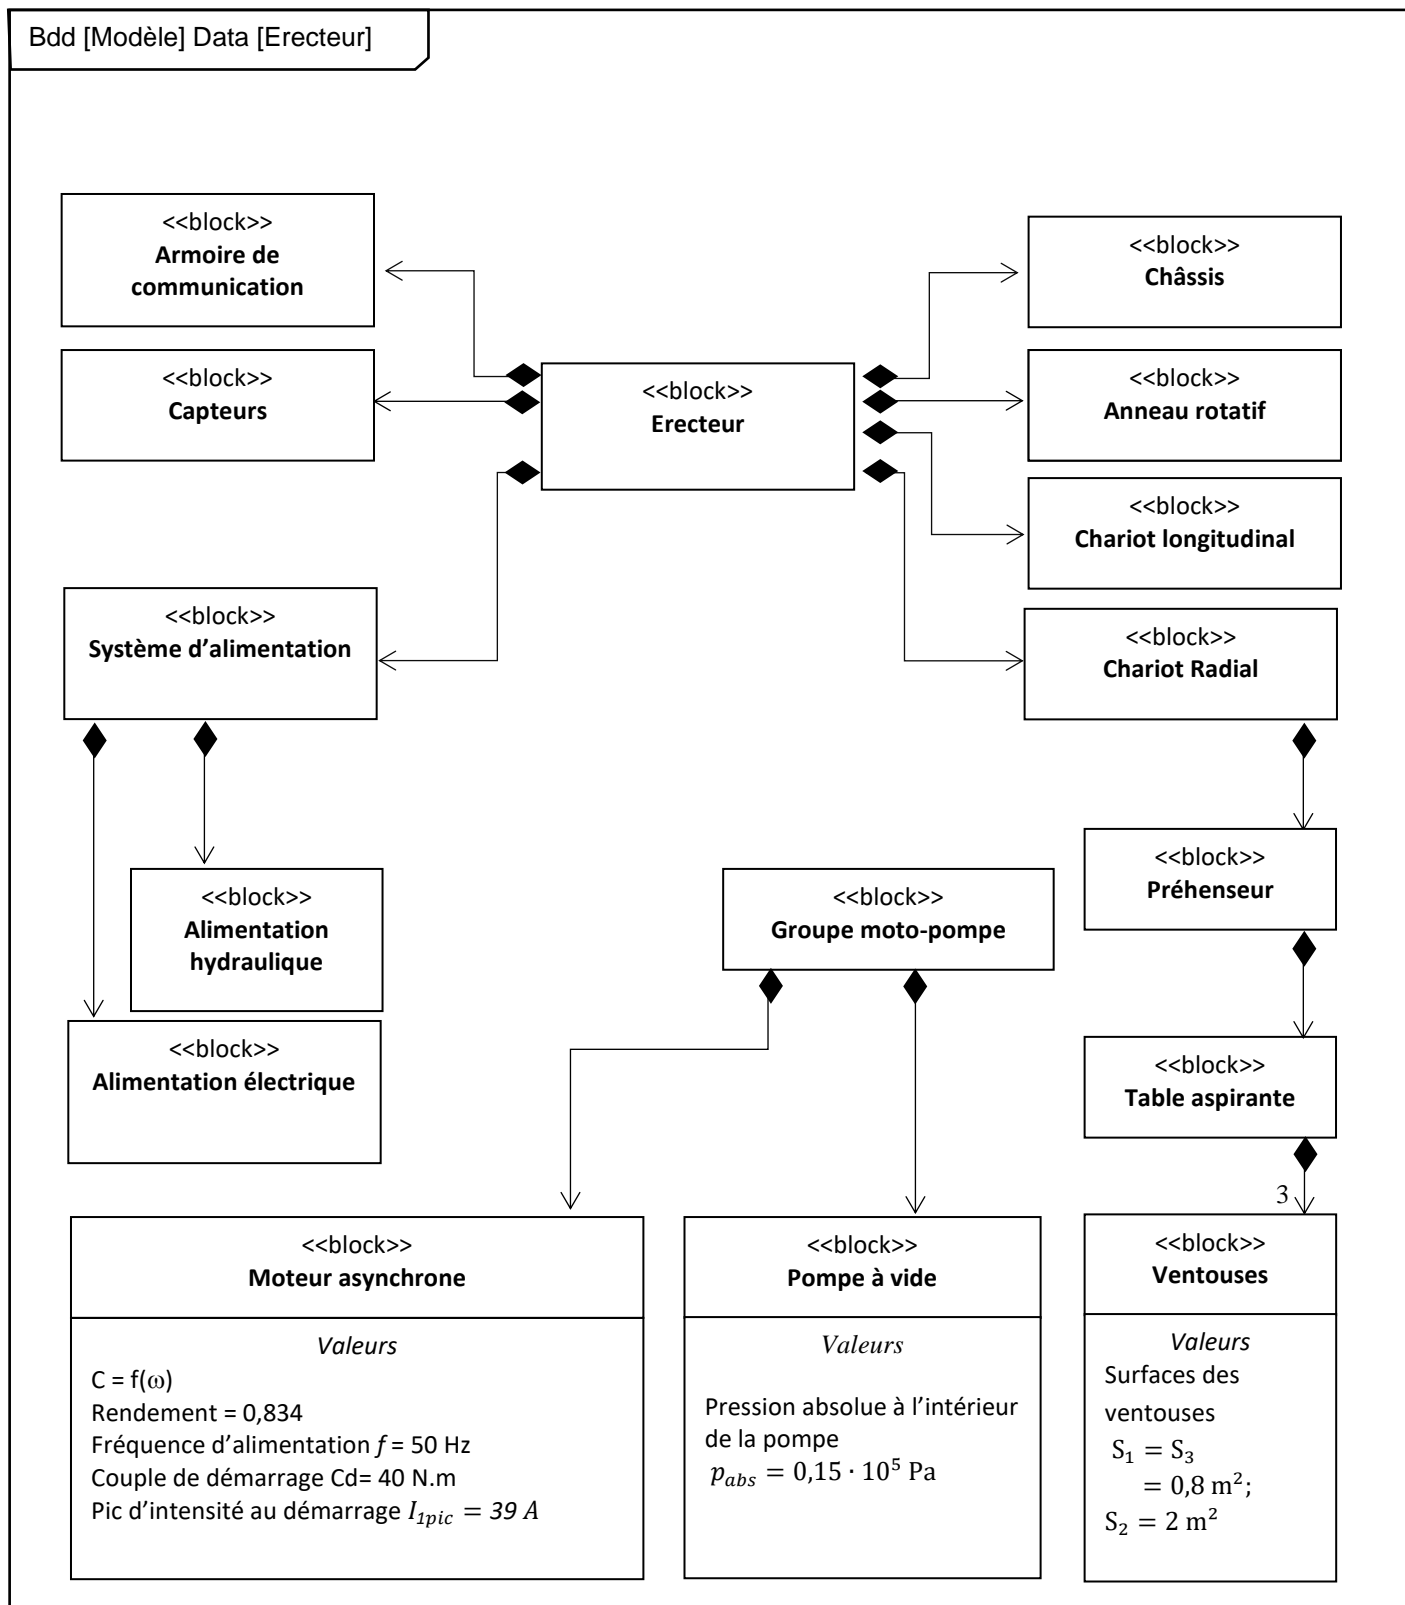 Bdd [Modèle] Data [Erecteur]
<<block>>
Armoire de
communication
<<block>>
Châssis
<<block>>
Capteurs
<<block>>
Erecteur
<<block>>
Anneau rotatif
<<block>>
Chariot longitudinal
<<block>>
Système d’alimentation
<<block>>
Chariot Radial
<<block>>
Alimentation
hydraulique
<<block>>
Groupe moto-pompe
<<block>>
Préhenseur
<<block>>
Alimentation électrique
<<block>>
Table aspirante
3
<<block>>
Moteur asynchrone
Valeurs
C = f(ω)
Rendement = 0,834
Fréquence d’alimentation f = 50 Hz
Couple de démarrage Cd= 40 N.m
Pic d’intensité au démarrage I₁pic = 39 A
<<block>>
Pompe à vide
Valeurs
Pression absolue à l’intérieur
de la pompe
pabs = 0,15 · 10⁵ Pa
<<block>>
Ventouses
Valeurs
Surfaces des
ventouses
S₁ = S₃
= 0,8 m²;
S₂ = 2 m²